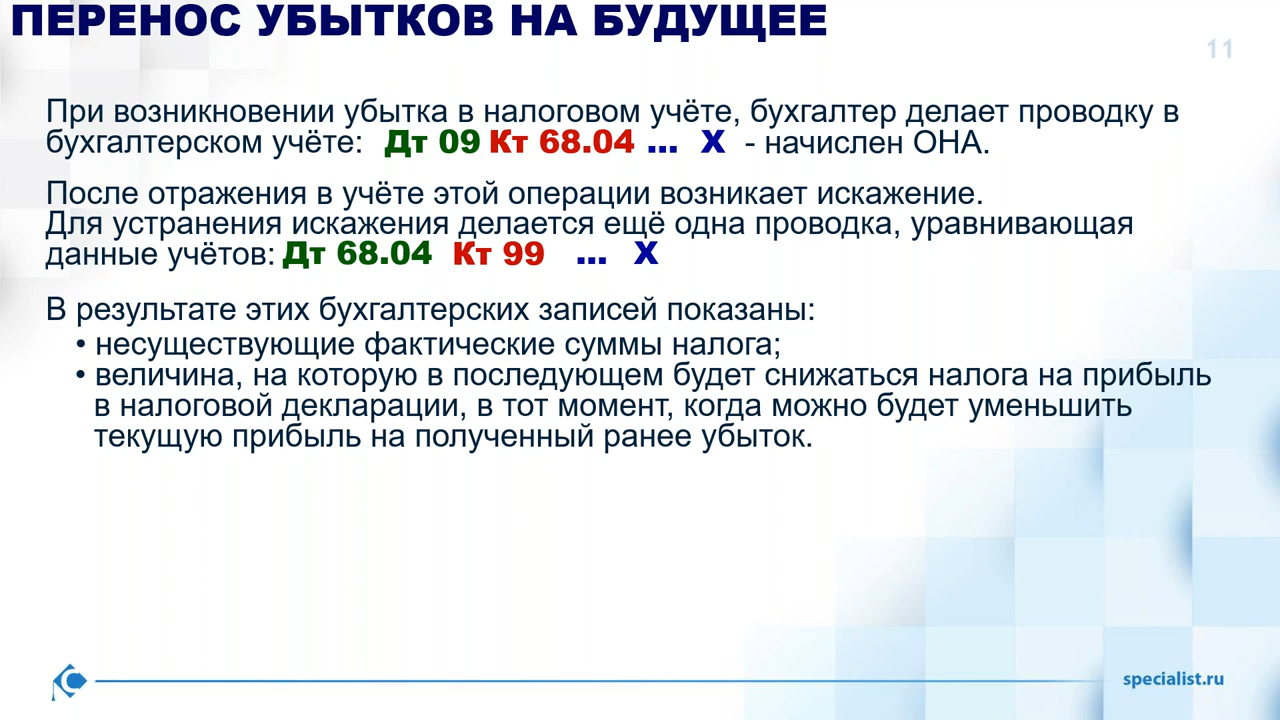 ПЕРЕНОС УБЫТКОВ НА БУДУЩЕЕ
11
При возникновении убытка в налоговом учёте, бухгалтер делает проводку в
бухгалтерском учёте: Дт 09 Кт 68.04 ... Х - начислен ОНА.
После отражения в учёте этой операции возникает искажение.
Для устранения искажения делается ещё одна проводка, уравнивающая
данные учётов: Дт 68.04 Кт 99 ... Х
В результате этих бухгалтерских записей показаны:
• несуществующие фактические суммы налога;
• величина, на которую в последующем будет снижаться налога на прибыль
в налоговой декларации, в тот момент, когда можно будет уменьшить
текущую прибыль на полученный ранее убыток.
specialist.ru